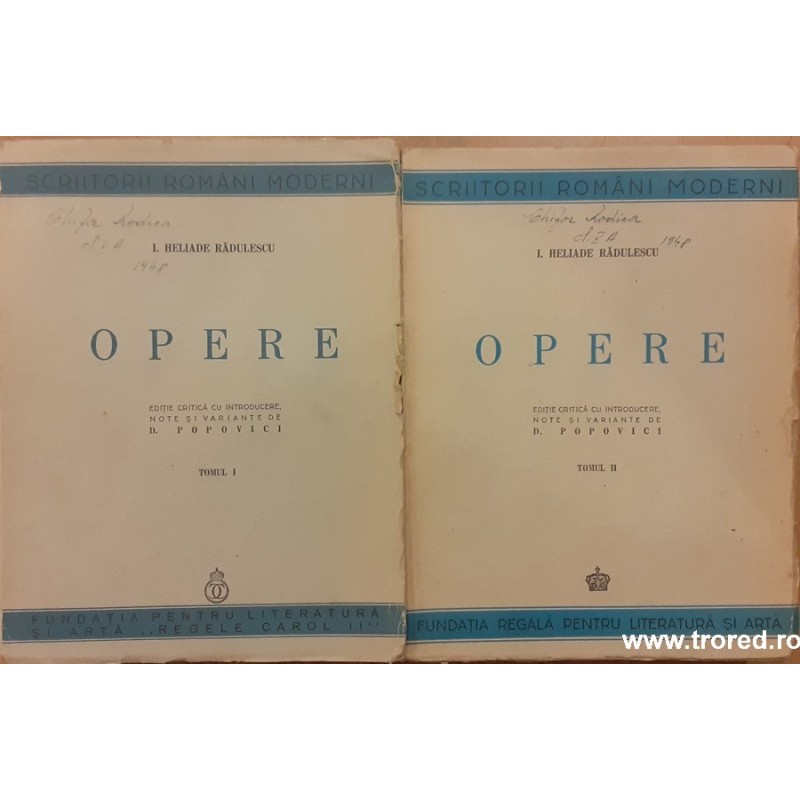 SCRIITORII ROMÂNI MODERNI
Rodica
1948
I. HELIADE RĂDULESCU
OPERE
EDIȚIE CRITICĂ CU INTRODUCERE,
NOTE ȘI VARIANTE DE
D. POPOVICI
TOMUL I
FUNDAȚIA PENTRU LITERATURĂ
ȘI ARTĂ „REGELE CAROL II"
SCRIITORII ROMÂNI MODERNI
Rodica
1948
I. HELIADE RĂDULESCU
OPERE
EDIȚIE CRITICĂ CU INTRODUCERE,
NOTE ȘI VARIANTE DE
D. POPOVICI
TOMUL II
FUNDAȚIA REGALĂ PENTRU LITERATURĂ ȘI ARTĂ
www.trored.ro